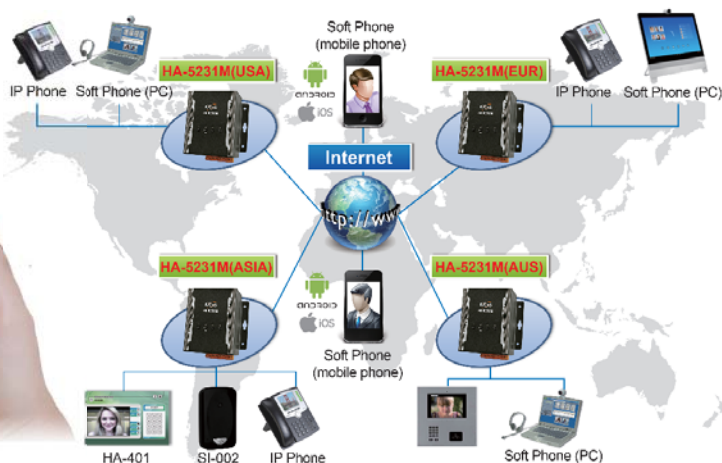 Soft Phone
(mobile phone)
HA-5231M(USA)
HA-5231M(EUR)
IP Phone
Soft Phone (PC)
android
iOS
IP Phone
Soft Phone (PC)
Internet
ttp://ww
HA-5231M(ASIA)
HA-5231M(AUS)
android
iOS
Soft Phone
(mobile phone)
HA-401
SI-002
IP Phone
Soft Phone (PC)